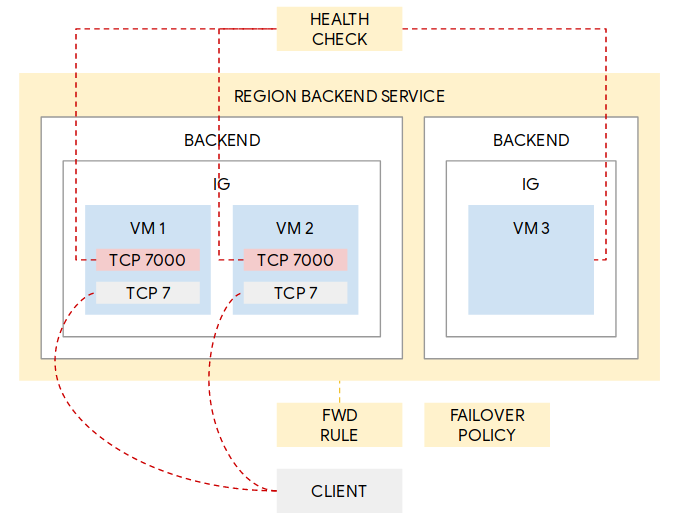 HEALTH
CHECK
REGION BACKEND SERVICE
BACKEND
BACKEND
IG
IG
VM 1
VM 2
VM 3
TCP 7000
TCP 7000
TCP 7
TCP 7
FWD
RULE
FAILOVER
POLICY
CLIENT